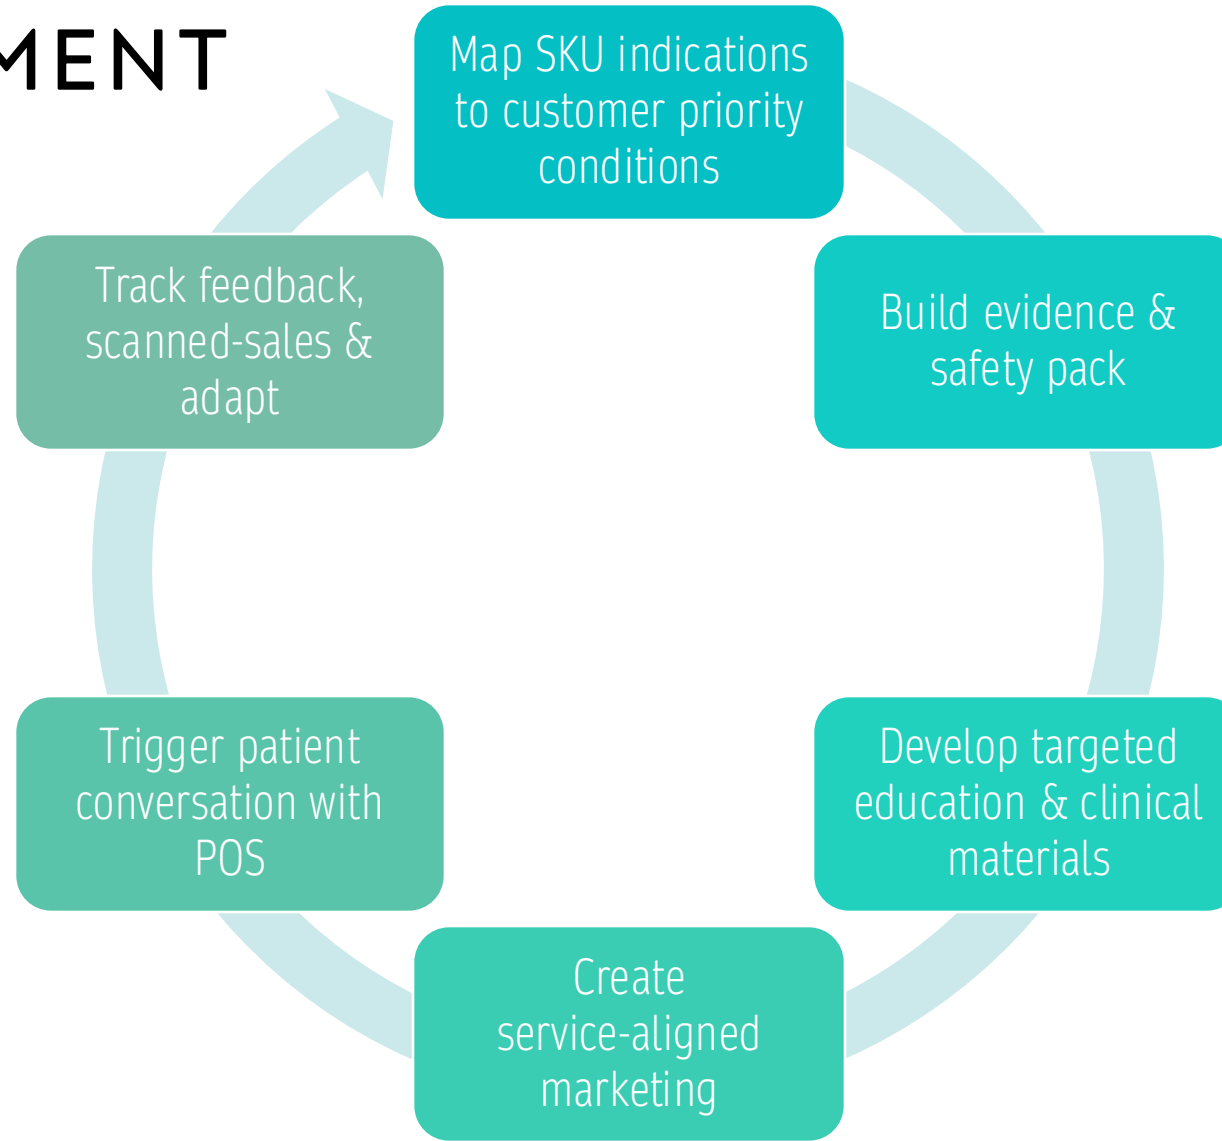 MENT
Map SKU indications
to customer priority
conditions
Build evidence &
safety pack
Develop targeted
education & clinical
materials
Create
service-aligned
marketing
Trigger patient
conversation with
POS
Track feedback,
scanned-sales &
adapt